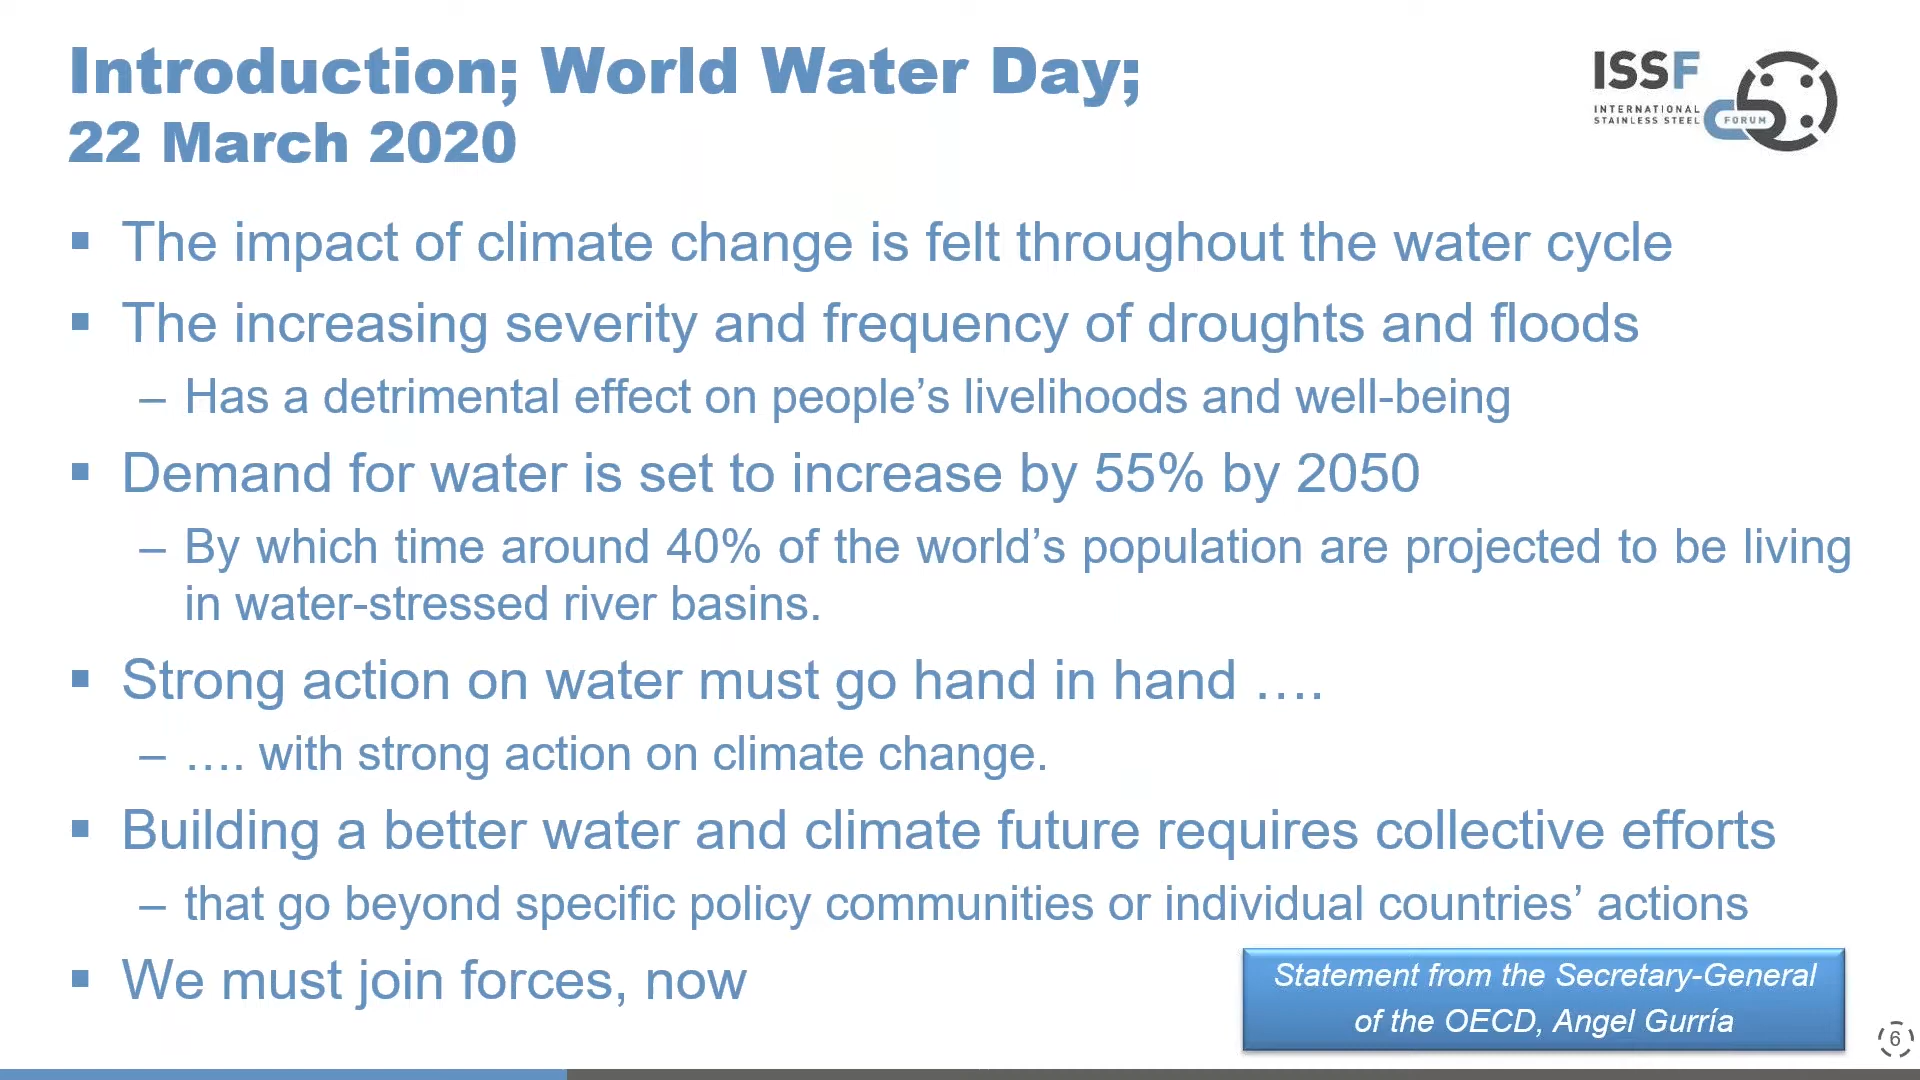 Introduction; World Water Day;
22 March 2020
ISSF
INTERNATIONAL
STAINLESS STEEL FORUM
▪ The impact of climate change is felt throughout the water cycle
▪ The increasing severity and frequency of droughts and floods
– Has a detrimental effect on people’s livelihoods and well-being
▪ Demand for water is set to increase by 55% by 2050
– By which time around 40% of the world’s population are projected to be living
in water-stressed river basins.
▪ Strong action on water must go hand in hand ….
– …. with strong action on climate change.
▪ Building a better water and climate future requires collective efforts
– that go beyond specific policy communities or individual countries’ actions
▪ We must join forces, now
Statement from the Secretary-General
of the OECD, Angel Gurría
6